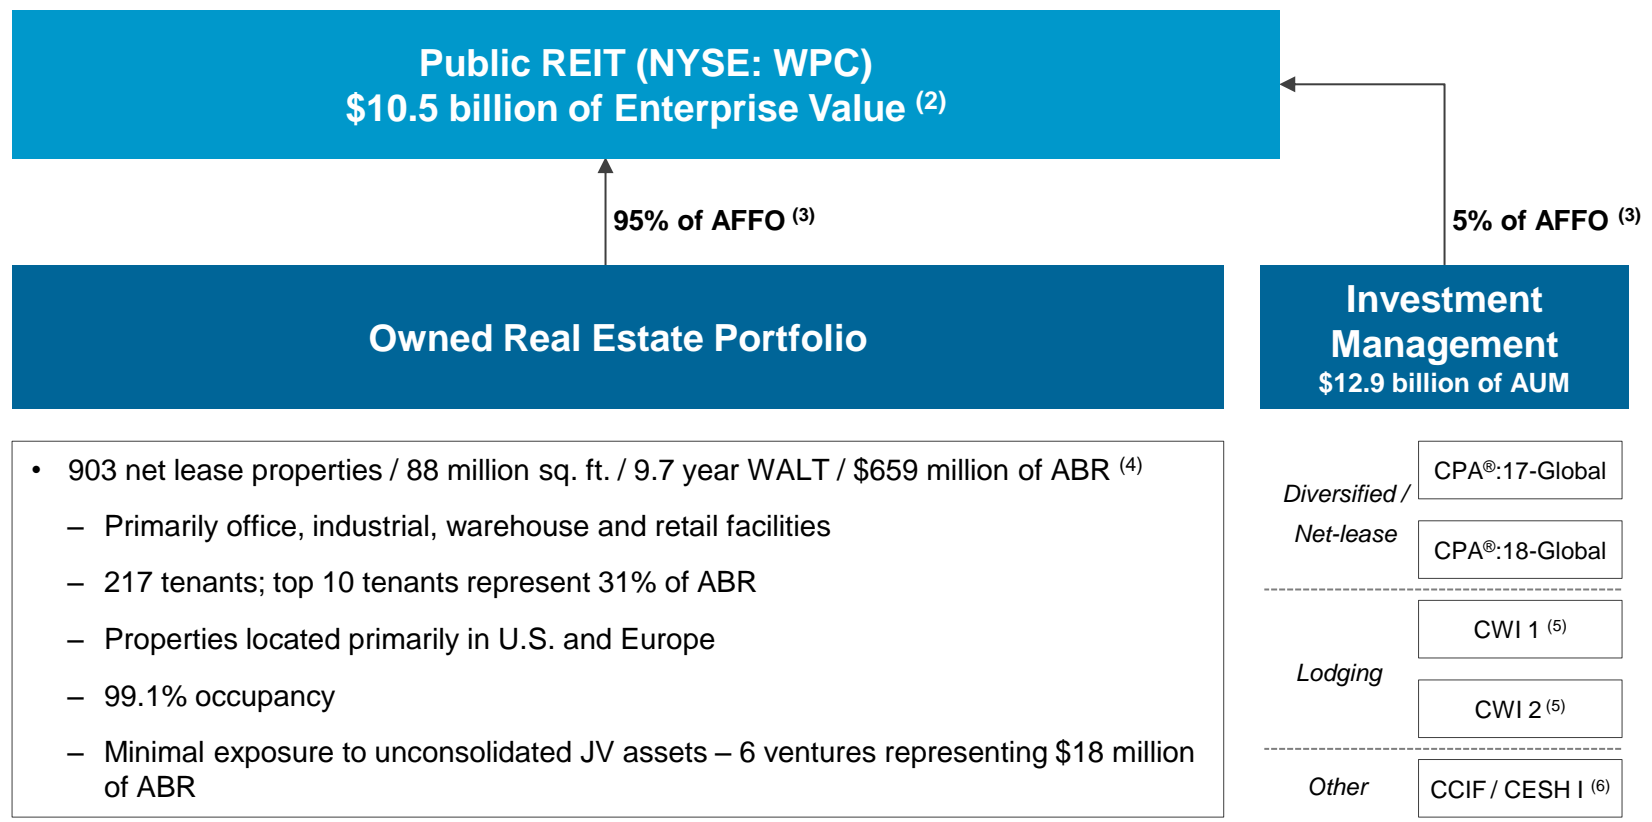 Public REIT (NYSE: WPC)
$10.5 billion of Enterprise Value (2)
95% of AFFO (3)
5% of AFFO (3)
Owned Real Estate Portfolio
Investment
Management
$12.9 billion of AUM
• 903 net lease properties / 88 million sq. ft. / 9.7 year WALT / $659 million of ABR (4)
– Primarily office, industrial, warehouse and retail facilities
– 217 tenants; top 10 tenants represent 31% of ABR
– Properties located primarily in U.S. and Europe
– 99.1% occupancy
– Minimal exposure to unconsolidated JV assets – 6 ventures representing $18 million
of ABR
Diversified /
Net-lease
CPA®:17-Global
CPA®:18-Global
Lodging
CWI 1 (5)
CWI 2 (5)
Other
CCIF / CESH I (6)